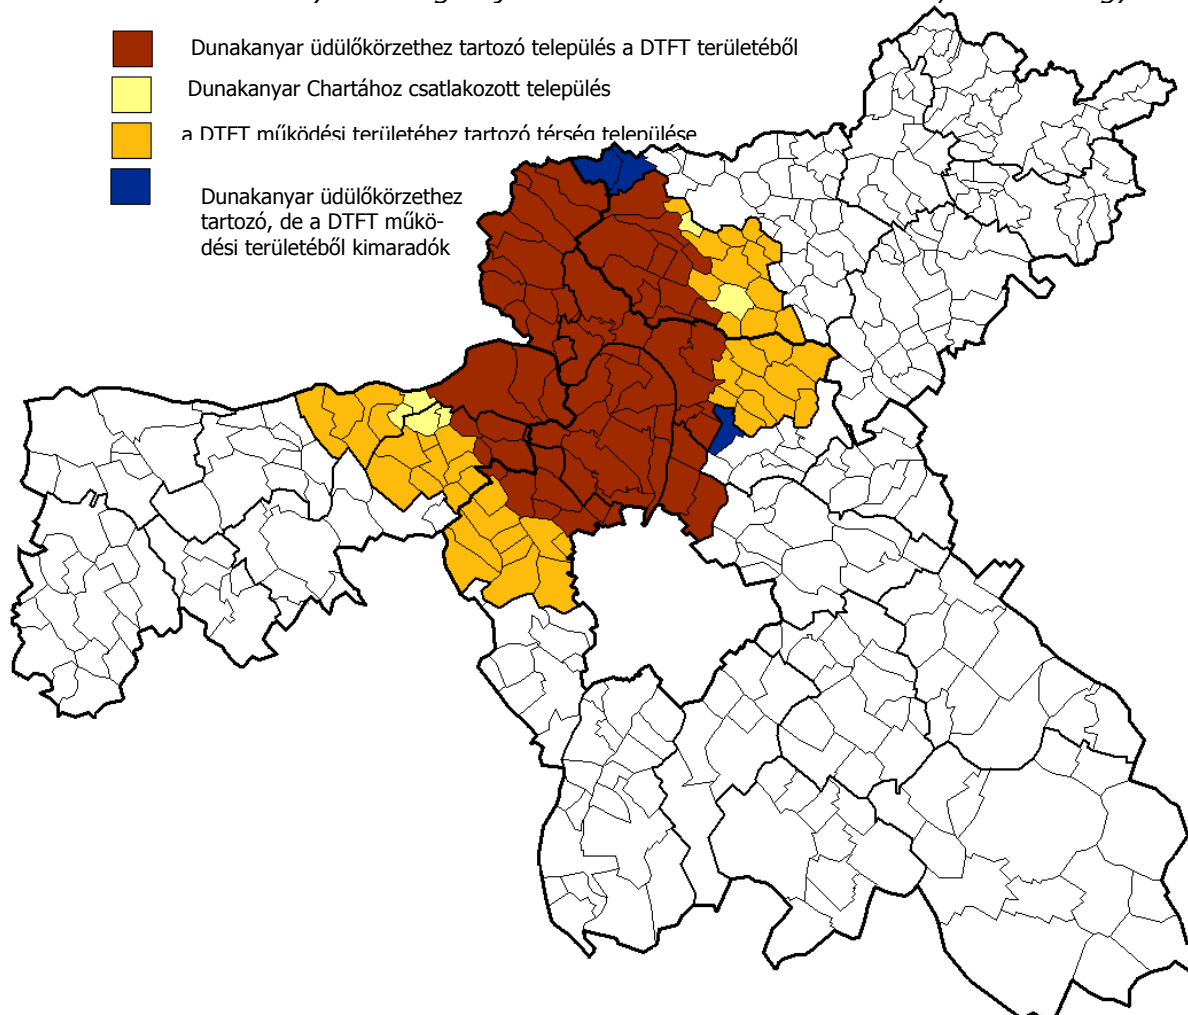 Dunakanyar üdülőkörzethez tartozó település a DTFT területéből
Dunakanyar Chartához csatlakozott település
a DTFT működési területéhez tartozó térség települése
Dunakanyar üdülőkörzethez
tartozó, de a DTFT műkö-
dési területéből kimaradók